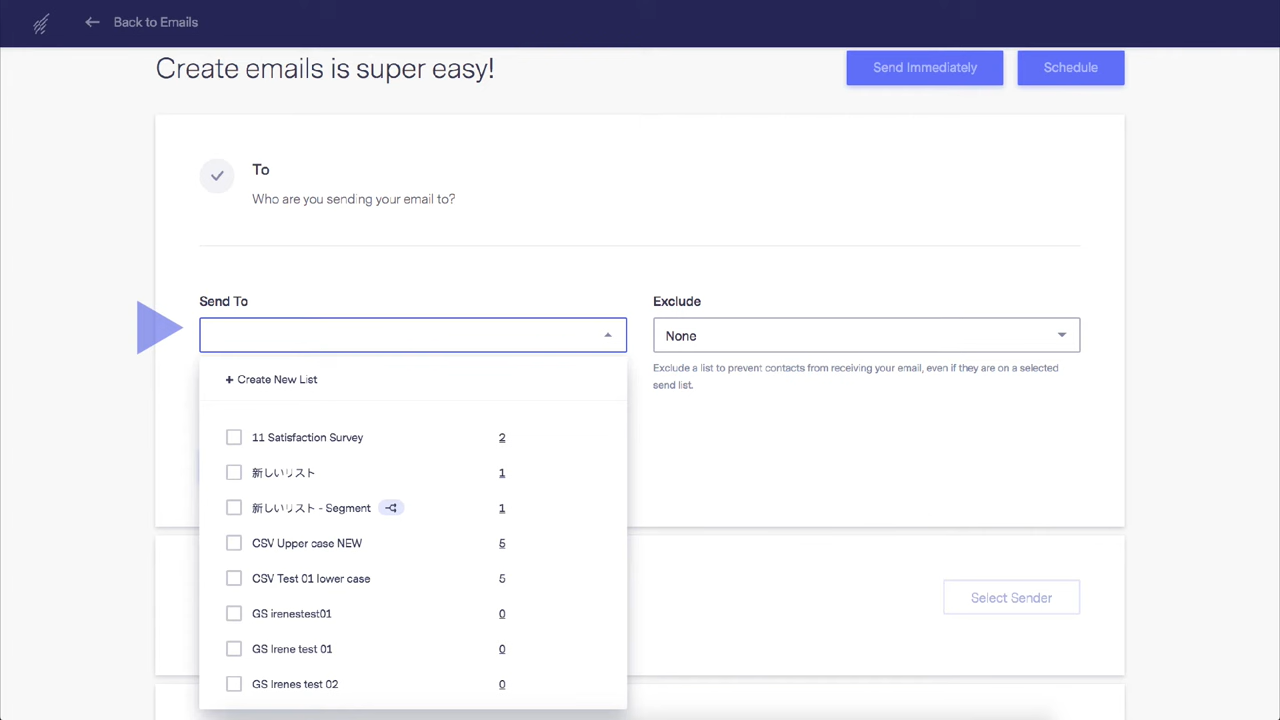 Back to Emails
Create emails is super easy!
Send Immediately
Schedule
To
Who are you sending your email to?
Send To
Exclude
None
Exclude a list to prevent contacts from receiving your email, even if they are on a selected
send list.
+ Create New List
11 Satisfaction Survey 2
新しいリスト 1
新しいリスト - Segment 1
CSV Upper case NEW 5
CSV Test 01 lower case 5
GS irenestest01 0
GS Irene test 01 0
GS Irenes test 02 0
Select Sender